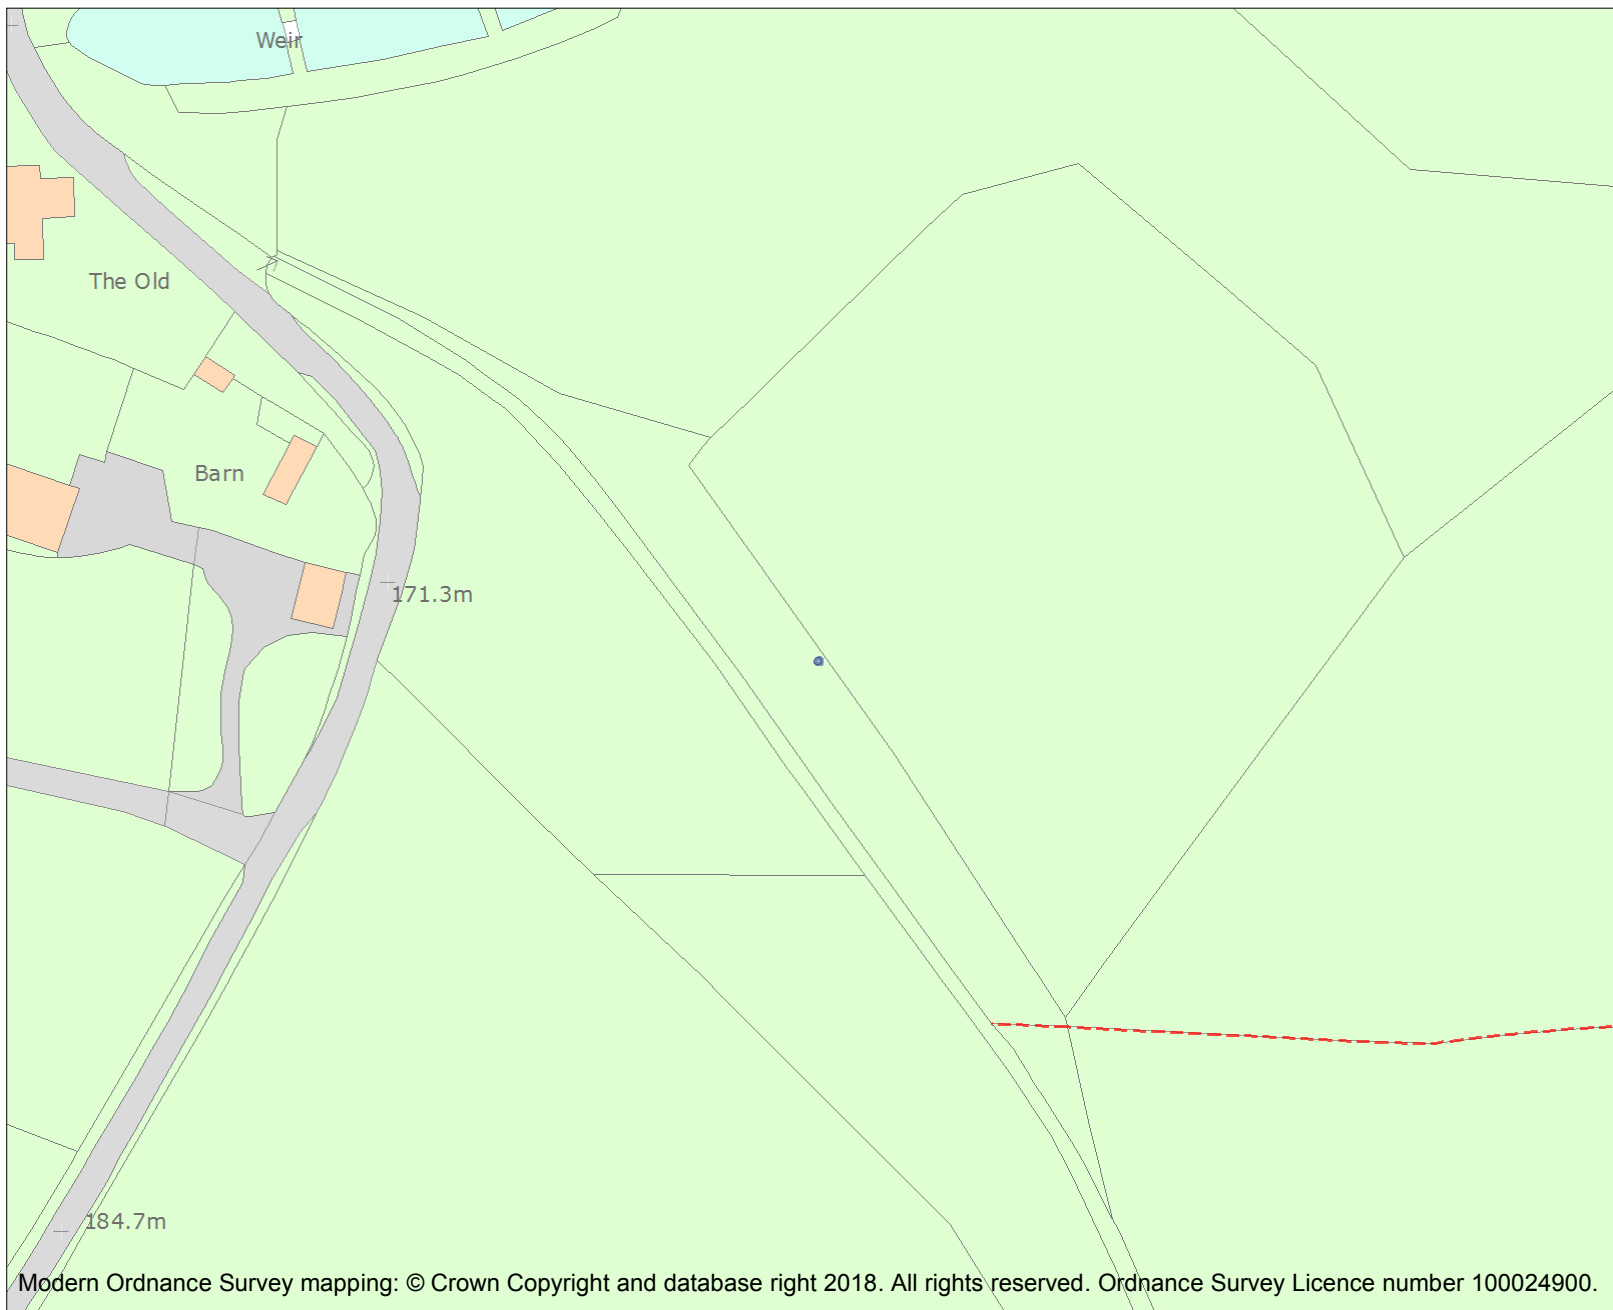 Weir
The Old
Barn
171.3m
184.7m
Modern Ordnance Survey mapping: © Crown Copyright and database right 2018. All rights reserved. Ordnance Survey Licence number 100024900.